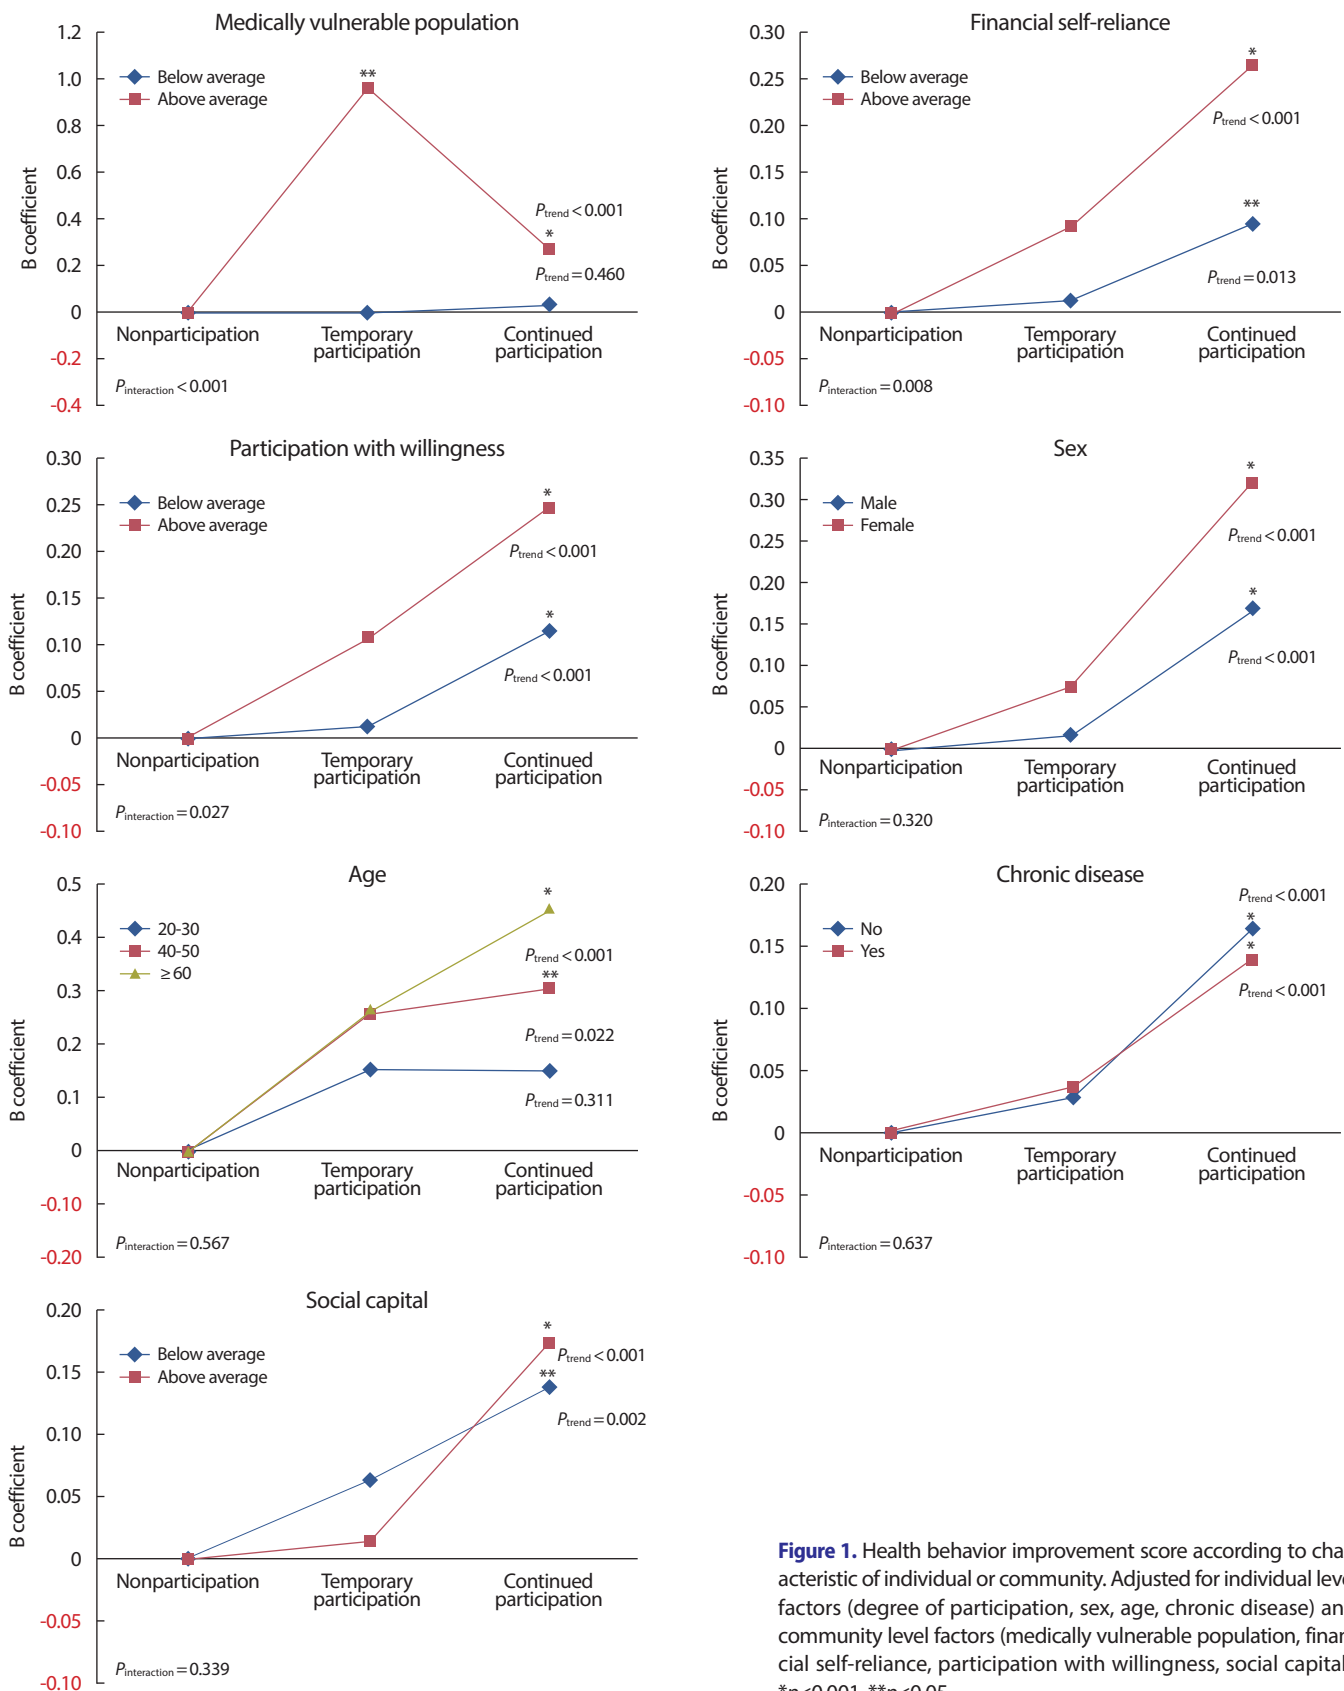 Medically vulnerable population
1.2
1.0
0.8
0.6
0.4
0.2
0
-0.2
-0.4
B coefficient
Below average
Above average
**
Ptrend < 0.001
*
Ptrend = 0.460
Nonparticipation
Temporary participation
Continued participation
Pinteraction < 0.001
Financial self-reliance
0.30
0.25
0.20
0.15
0.10
0.05
0
-0.05
-0.10
B coefficient
Below average
Above average
*
Ptrend < 0.001
**
Ptrend = 0.013
Nonparticipation
Temporary participation
Continued participation
Pinteraction = 0.008
Participation with willingness
0.30
0.25
0.20
0.15
0.10
0.05
0
-0.05
-0.10
B coefficient
Below average
Above average
*
Ptrend < 0.001
*
Ptrend < 0.001
Nonparticipation
Temporary participation
Continued participation
Pinteraction = 0.027
Sex
0.35
0.30
0.25
0.20
0.15
0.10
0.05
0
-0.05
-0.10
B coefficient
Male
Female
*
Ptrend < 0.001
*
Ptrend < 0.001
Nonparticipation
Temporary participation
Continued participation
Pinteraction = 0.320
Age
0.5
0.4
0.3
0.2
0.1
0
-0.10
-0.20
B coefficient
20-30
40-50
≥ 60
*
Ptrend < 0.001
**
Ptrend = 0.022
Ptrend = 0.311
Nonparticipation
Temporary participation
Continued participation
Pinteraction = 0.567
Chronic disease
0.20
0.15
0.10
0.05
0
-0.05
-0.10
B coefficient
No
Yes
Ptrend < 0.001
*
*
Ptrend < 0.001
Nonparticipation
Temporary participation
Continued participation
Pinteraction = 0.637
Social capital
0.20
0.15
0.10
0.05
0
-0.05
-0.10
B coefficient
Below average
Above average
*
Ptrend < 0.001
**
Ptrend = 0.002
Nonparticipation
Temporary participation
Continued participation
Pinteraction = 0.339
Figure 1. Health behavior improvement score according to cha
acteristic of individual or community. Adjusted for individual leve
factors (degree of participation, sex, age, chronic disease) an
community level factors (medically vulnerable population, finan
cial self-reliance, participation with willingness, social capital
*p<0.001, **p<0.05